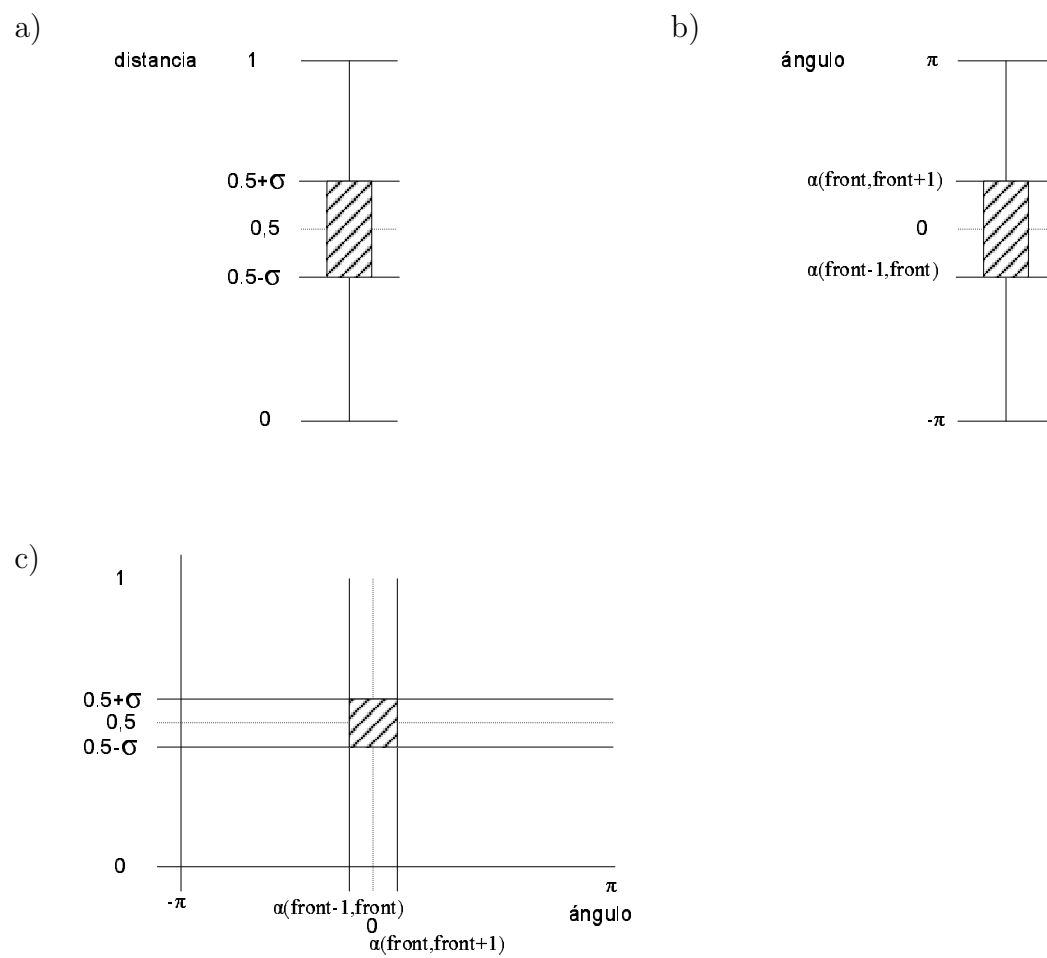 a)
distancia 1
0.5+σ
0,5
0.5-σ
0
b)
ángulo π
α(front,front+1)
0
α(front-1,front)
-π
c)
1
0.5+σ
0,5
0.5-σ
0
-π
π
α(front-1,front)
ángulo
0
α(front,front+1)